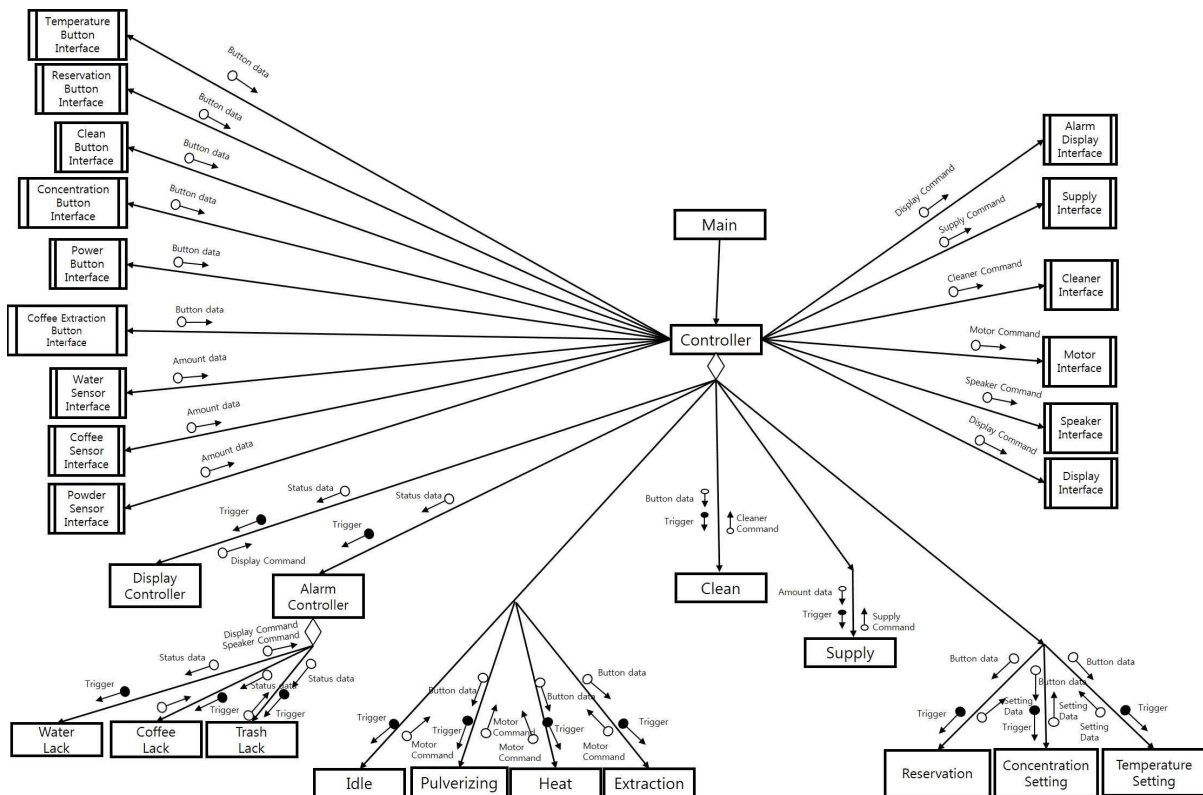 Temperature
Button
Interface
Reservation
Button
Interface
Clean
Button
Interface
Concentration
Button
Interface
Power
Button
Interface
Coffee Extraction
Button
Interface
Water
Sensor
Interface
Coffee
Sensor
Interface
Powder
Sensor
Interface
Button data
Button data
Button data
Button data
Button data
Button data
Amount data
Amount data
Amount data
Main
Controller
Display Command
Supply Command
Cleaner Command
Motor Command
Speaker Command
Display Command
Alarm
Display
Interface
Supply
Interface
Cleaner
Interface
Motor
Interface
Speaker
Interface
Display
Interface
Status data
Trigger
Display Command
Status data
Trigger
Display
Controller
Alarm
Controller
Button data
Trigger
Cleaner
Command
Clean
Amount data
Trigger
Supply
Command
Supply
Display Command
Speaker Command
Status data
Trigger
Status data
Trigger
Status data
Trigger
Water
Lack
Coffee
Lack
Trash
Lack
Trigger
Motor
Command
Button data
Trigger
Motor
Command
Button data
Trigger
Motor
Command
Button data
Motor
Command
Idle
Pulverizing
Heat
Extraction
Button data
Trigger
Setting
Data
Button data
Trigger
Setting
Data
Button data
Trigger
Setting
Data
Reservation
Concentration
Setting
Temperature
Setting